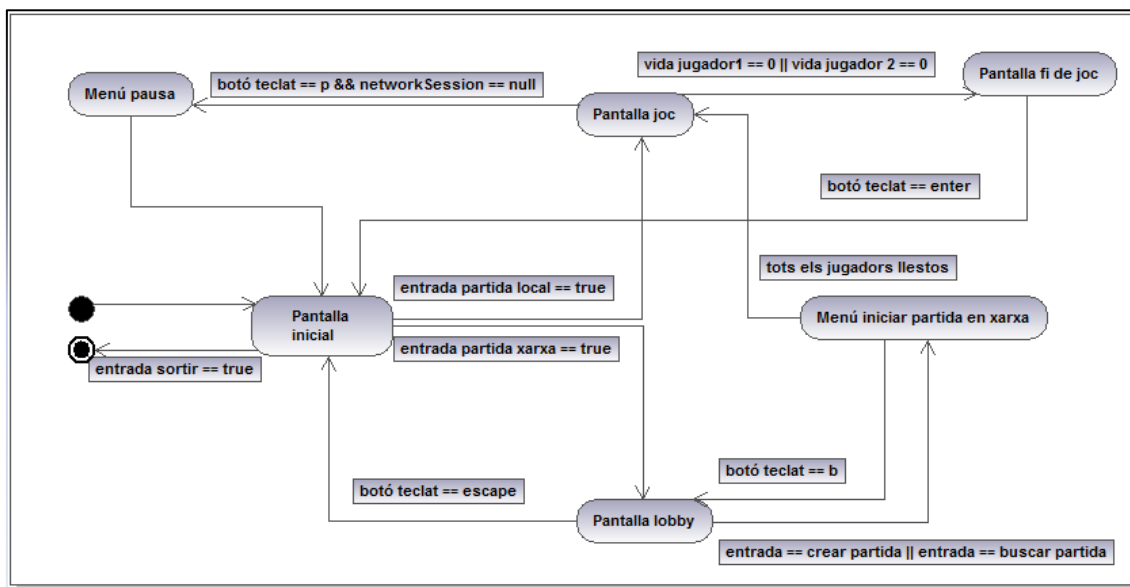 vida jugador1 == 0 || vida jugador 2 == 0
Pantalla fi de joc
Menú pausa
botó teclat == p && networkSession == null
Pantalla joc
botó teclat == enter
tots els jugadors llestos
entrada partida local == true
Pantalla
inicial
Menú iniciar partida en xarxa
entrada partida xarxa == true
entrada sortir == true
botó teclat == b
botó teclat == escape
Pantalla lobby
entrada == crear partida || entrada == buscar partida